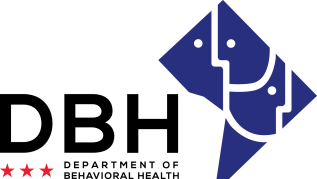 DBH
DEPARTMENT OF
BEHAVIORAL HEALTH